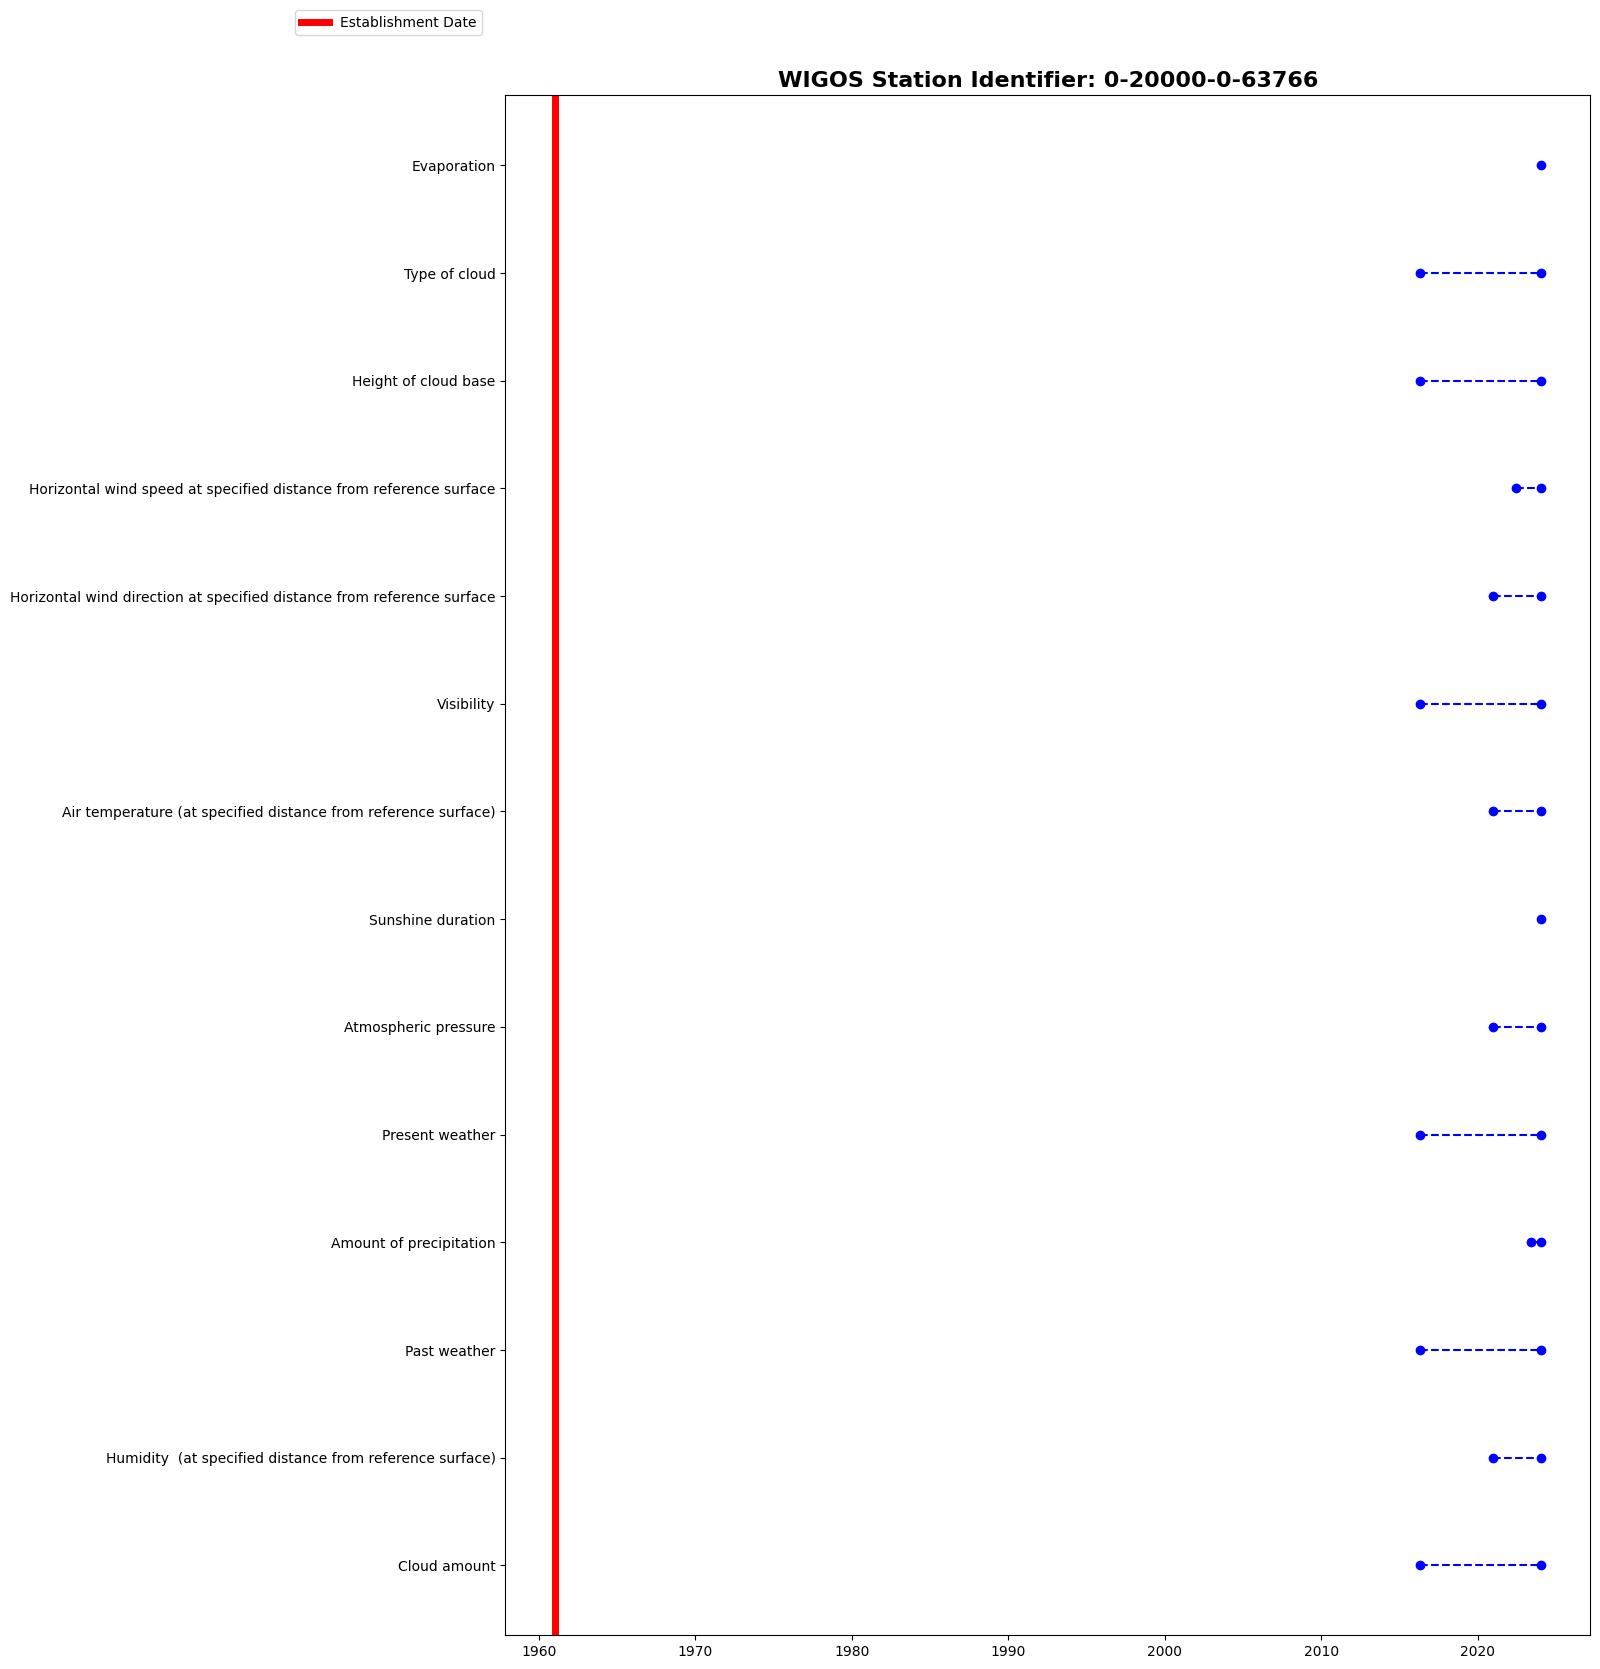 Establishment Date
WIGOS Station Identifier: 0-20000-0-63766
Evaporation
Type of cloud
Height of cloud base
Horizontal wind speed at specified distance from reference surface
Horizontal wind direction at specified distance from reference surface
Visibility
Air temperature (at specified distance from reference surface)
Sunshine duration
Atmospheric pressure
Present weather
Amount of precipitation
Past weather
Humidity  (at specified distance from reference surface)
Cloud amount
1960 1970 1980 1990 2000 2010 2020